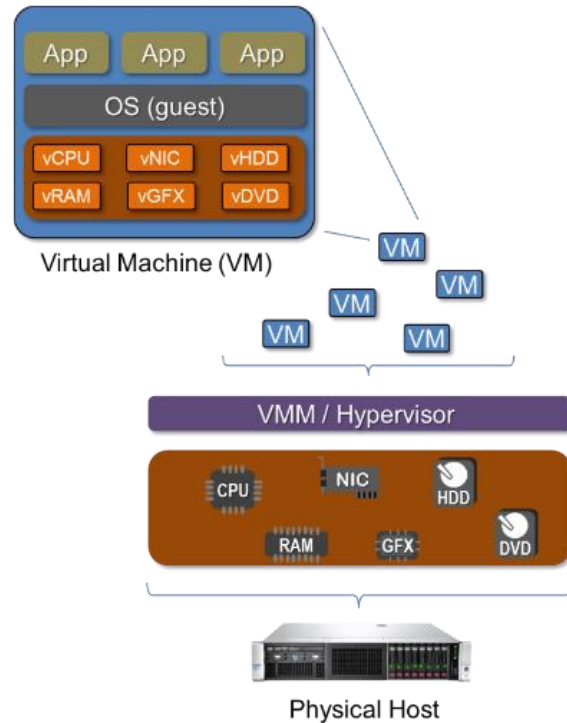 App App App
OS (guest)
vCPU vNIC vHDD
vRAM vGFX vDVD
Virtual Machine (VM)
VM
VM
VM
VM
VM
VMM / Hypervisor
CPU NIC HDD
RAM GFX DVD
Physical Host